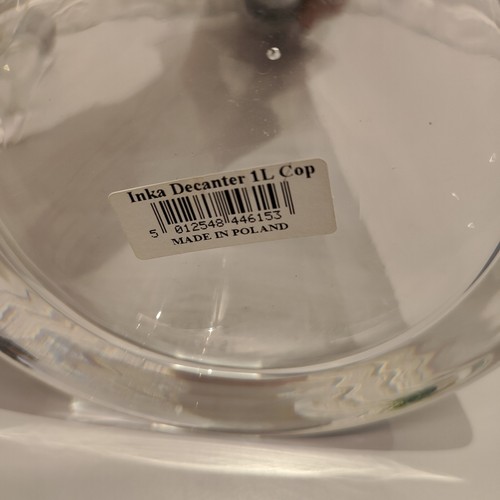 Inka Decanter 1L Cop
5 012548 446153
MADE IN POLAND